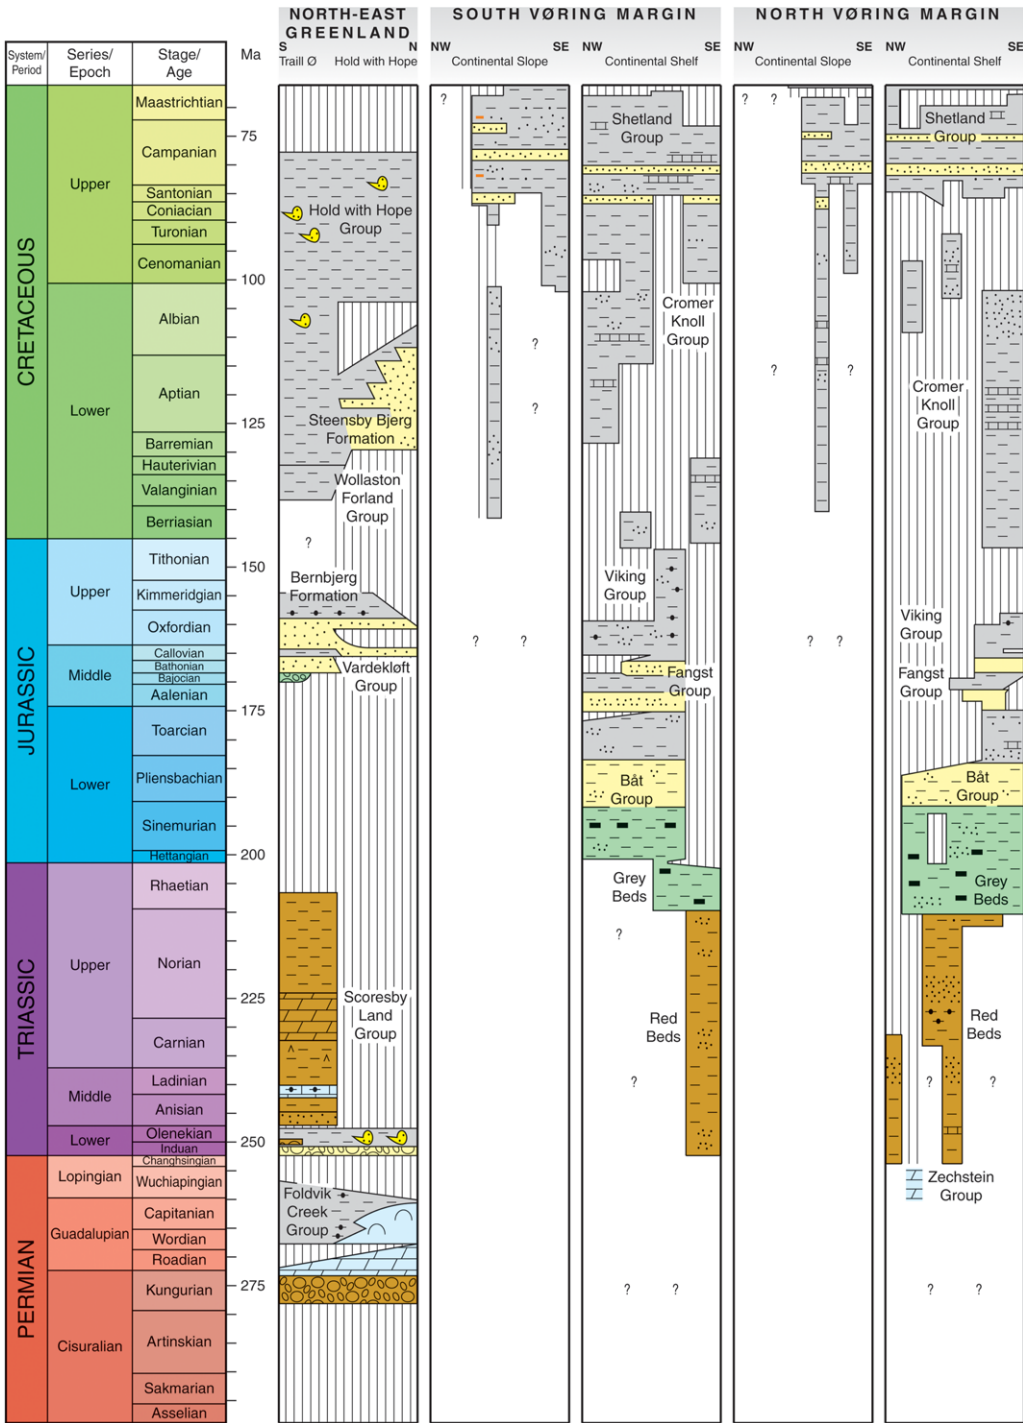 NORTH-EAST
GREENLAND
S N
Traill Ø Hold with Hope
SOUTH VØRING MARGIN
NW SE NW SE
Continental Slope Continental Shelf
NORTH VØRING MARGIN
NW SE NW SE
Continental Slope Continental Shelf
System/
Period
Series/
Epoch
Stage/
Age
Ma
CRETACEOUS
Upper
Maastrichtian
Campanian
Santonian
Coniacian
Turonian
Cenomanian
Lower
Albian
Aptian
Barremian
Hauterivian
Valanginian
Berriasian
JURASSIC
Upper
Tithonian
Kimmeridgian
Oxfordian
Middle
Callovian
Bathonian
Bajocian
Aalenian
Lower
Toarcian
Pliensbachian
Sinemurian
Hettangian
TRIASSIC
Upper
Rhaetian
Norian
Carnian
Middle
Ladinian
Anisian
Lower
Olenekian
Induan
PERMIAN
Lopingian
Changhsingian
Wuchiapingian
Guadalupian
Capitanian
Wordian
Roadian
Cisuralian
Kungurian
Artinskian
Sakmarian
Asselian
75
100
125
150
175
200
225
250
275
Hold with Hope
Group
Steensby Bjerg
Formation
Wollaston
Forland
Group
?
Bernbjerg
Formation
Vardekløft
Group
Scoresby
Land
Group
Foldvik
Creek
Group
?
?
?
? ?
Shetland
Group
Cromer
Knoll
Group
Viking
Group
Fangst
Group
Båt
Group
Grey
Beds
?
Red
Beds
?
? ?
? ?
? ?
? ?
Shetland
Group
Cromer
Knoll
Group
Viking
Group
Fangst
Group
Båt
Group
Grey
Beds
Red
Beds
? ?
Zechstein
Group
? ?